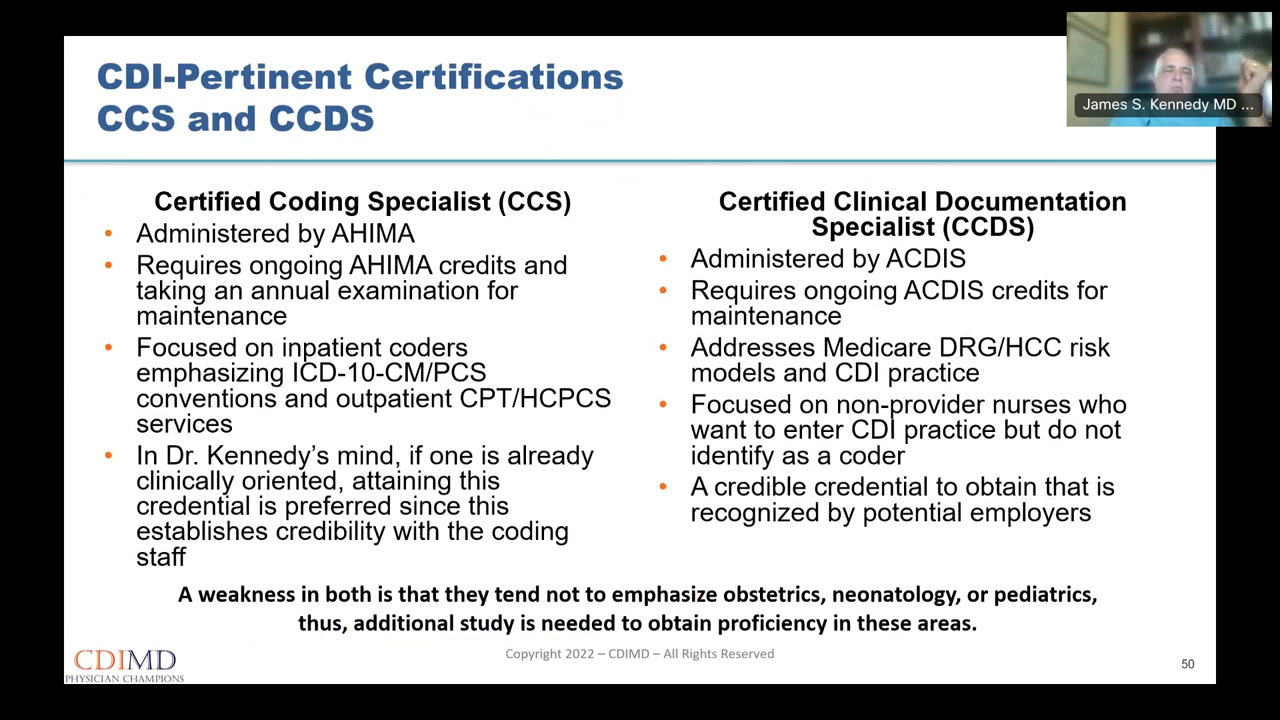 CDI-Pertinent Certifications
CCS and CCDS
James S. Kennedy MD ...
Certified Coding Specialist (CCS)
• Administered by AHIMA
• Requires ongoing AHIMA credits and
taking an annual examination for
maintenance
• Focused on inpatient coders
emphasizing ICD-10-CM/PCS
conventions and outpatient CPT/HCPCS
services
• In Dr. Kennedy's mind, if one is already
clinically oriented, attaining this
credential is preferred since this
establishes credibility with the coding
staff
Certified Clinical Documentation
Specialist (CCDS)
• Administered by ACDIS
• Requires ongoing ACDIS credits for
maintenance
• Addresses Medicare DRG/HCC risk
models and CDI practice
• Focused on non-provider nurses who
want to enter CDI practice but do not
identify as a coder
• A credible credential to obtain that is
recognized by potential employers
A weakness in both is that they tend not to emphasize obstetrics, neonatology, or pediatrics,
thus, additional study is needed to obtain proficiency in these areas.
CDIMD
PHYSICIAN CHAMPIONS
Copyright 2022 – CDIMD – All Rights Reserved
50